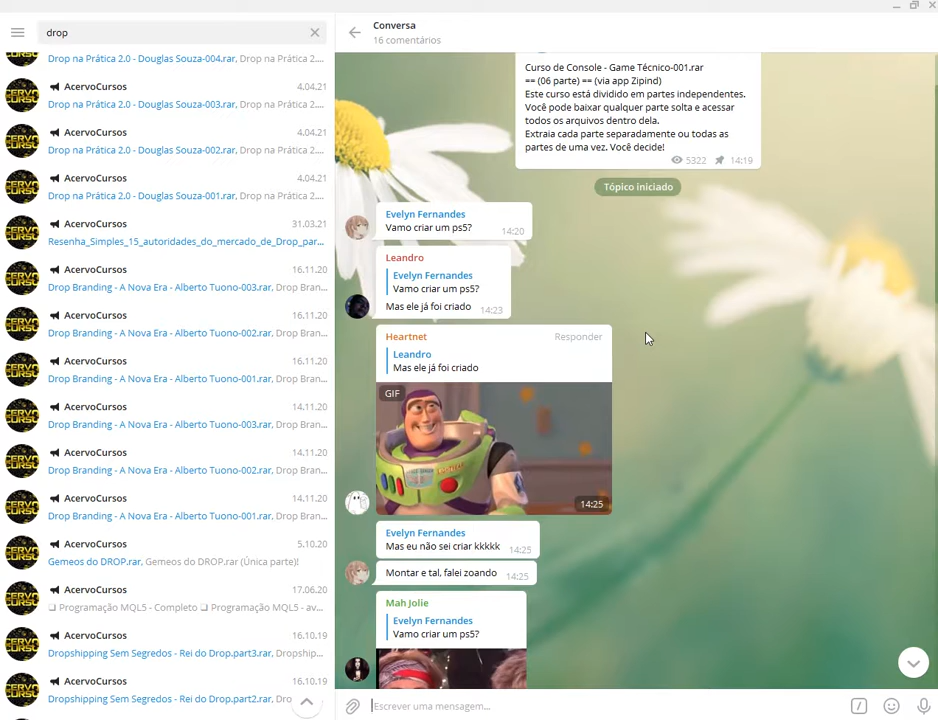 drop
Drop na Prática 2.0 - Douglas Souza-004.rar, Drop na Prática 2....
AcervoCursos 4.04.21
Drop na Prática 2.0 - Douglas Souza-003.rar, Drop na Prática 2....
AcervoCursos 4.04.21
Drop na Prática 2.0 - Douglas Souza-002.rar, Drop na Prática 2....
AcervoCursos 4.04.21
Drop na Prática 2.0 - Douglas Souza-001.rar, Drop na Prática 2....
AcervoCursos 31.03.21
Resenha_Simples_15_autoridades_do_mercado_de_Drop_par...
AcervoCursos 16.11.20
Drop Branding - A Nova Era - Alberto Tuono-003.rar, Drop Bran...
AcervoCursos 16.11.20
Drop Branding - A Nova Era - Alberto Tuono-002.rar, Drop Bran...
AcervoCursos 16.11.20
Drop Branding - A Nova Era - Alberto Tuono-001.rar, Drop Bran...
AcervoCursos 14.11.20
Drop Branding - A Nova Era - Alberto Tuono-003.rar, Drop Bran...
AcervoCursos 14.11.20
Drop Branding - A Nova Era - Alberto Tuono-002.rar, Drop Bran...
AcervoCursos 14.11.20
Drop Branding - A Nova Era - Alberto Tuono-001.rar, Drop Bran...
AcervoCursos 5.10.20
Gemeos do DROP.rar, Gemeos do DROP.rar (Única parte)!
AcervoCursos 17.06.20
❏ Programação MQL5 - Completo ❏ Programação MQL5 - av...
AcervoCursos 16.10.19
Dropshipping Sem Segredos - Rei do Drop.part3.rar, Dropship...
AcervoCursos 16.10.19
Dropshipping Sem Segredos - Rei do Drop.part2.rar, Drop
Conversa
16 comentários
Curso de Console - Game Técnico-001.rar
== (06 parte) == (via app Zipind)
Este curso está dividido em partes independentes.
Você pode baixar qualquer parte solta e acessar
todos os arquivos dentro dela.
Extraia cada parte separadamente ou todas as
partes de uma vez. Você decide!
5322 14:19
Tópico iniciado
Evelyn Fernandes
Vamo criar um ps5? 14:20
Leandro
Evelyn Fernandes
Vamo criar um ps5?
Mas ele já foi criado 14:23
Heartnet Responder
Leandro
Mas ele já foi criado
GIF
14:25
Evelyn Fernandes
Mas eu não sei criar kkkkk 14:25
Montar e tal, falei zoando 14:25
Mah Jolie
Evelyn Fernandes
Vamo criar um ps5?
Escrever uma mensagem...